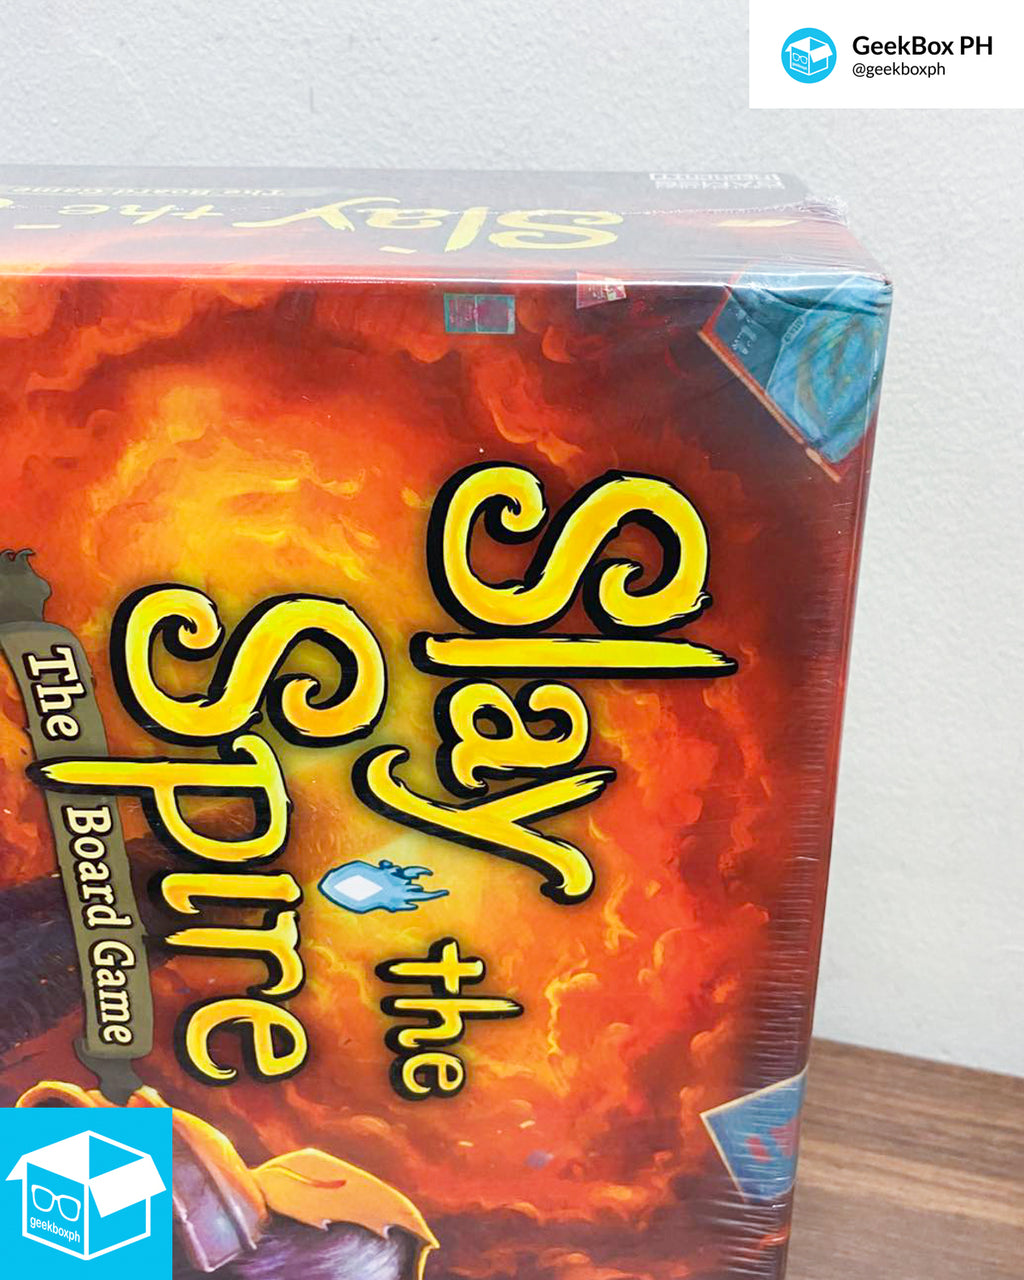 GeekBox PH
@geekboxph
The Board Game
Slay the
Slay
the
Spire
The Board Game
geekboxph